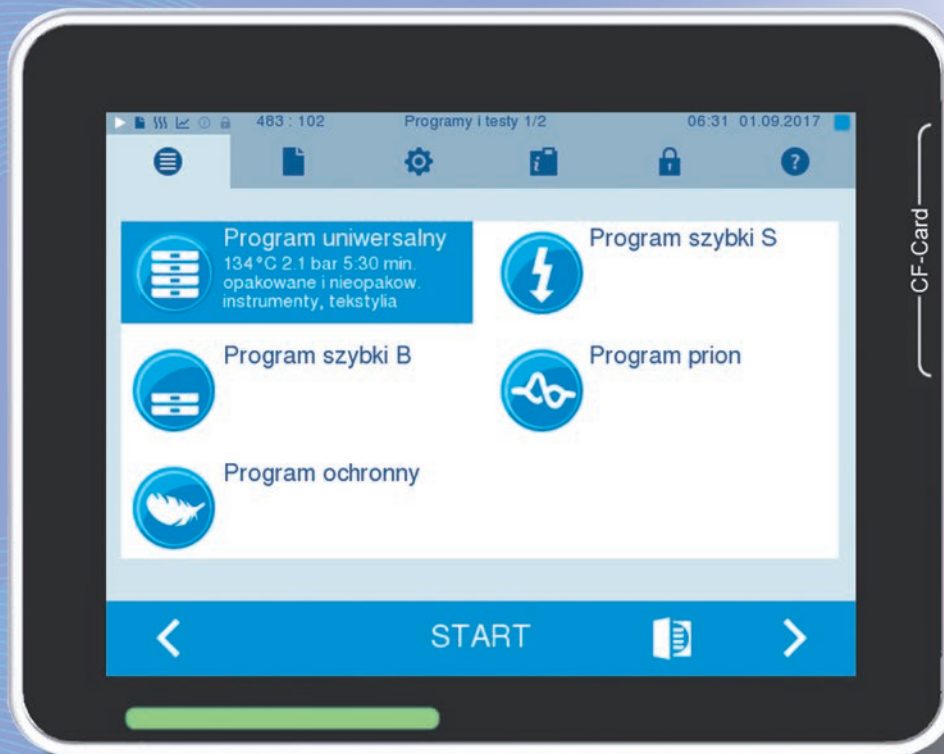 483 : 102 Programy i testy 1/2 06:31 01.09.2017
Program uniwersalny
134°C 2.1 bar 5:30 min.
opakowane i nieopakow.
instrumenty, tekstylia
Program szybki S
Program szybki B
Program prion
Program ochronny
START
CF-Card